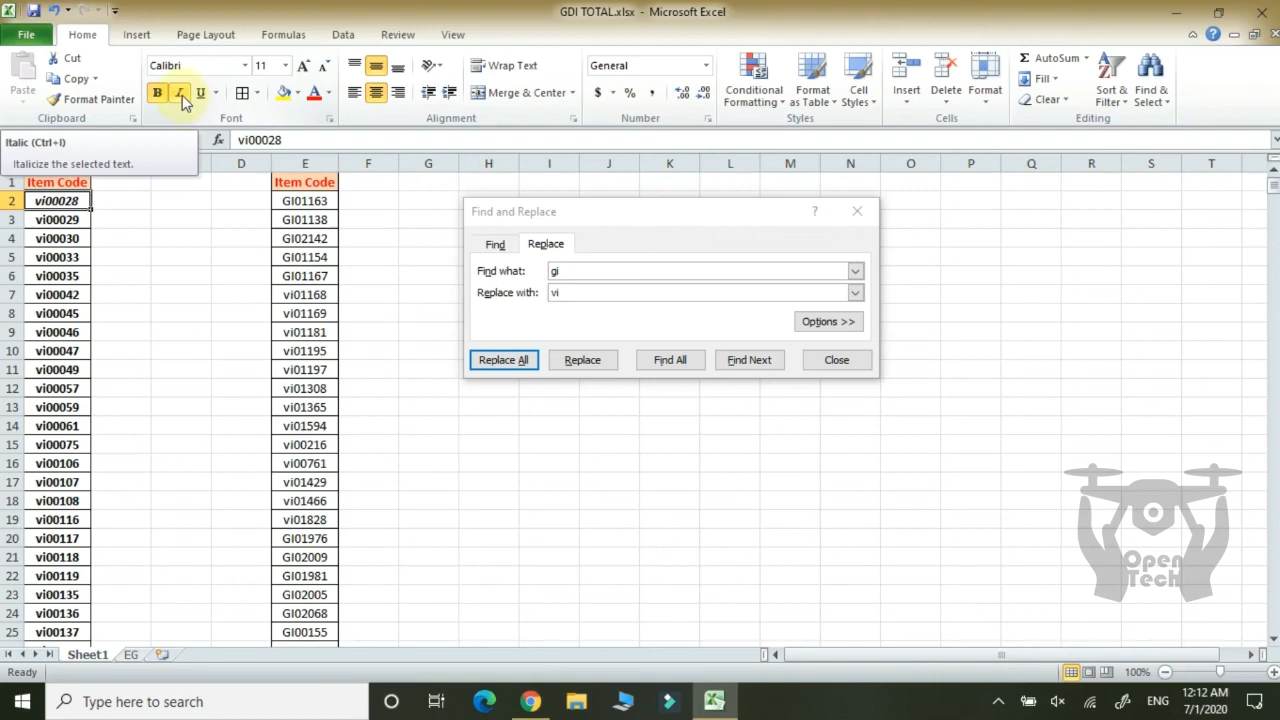 GDI TOTAL.xlsx - Microsoft Excel
File Home Insert Page Layout Formulas Data Review View
Paste Cut Copy Format Painter Clipboard
Calibri 11 B I U Font
Wrap Text Merge & Center Alignment
General $ % , Number
Conditional Formatting Format as Table Cell Styles Styles
Insert Delete Format Cells
AutoSum Fill Clear Sort & Filter Find & Select Editing
Italic (Ctrl+I)
Italicize the selected text.
fx vi00028
D E F G H I J K L M N O P Q R S T
1 Item Code Item Code
2 vi00028 GI01163
3 vi00029 GI01138
4 vi00030 GI02142
5 vi00033 GI01154
6 vi00035 GI01167
7 vi00042 vi01168
8 vi00045 vi01169
9 vi00046 vi01181
10 vi00047 vi01195
11 vi00049 vi01197
12 vi00057 vi01308
13 vi00059 vi01365
14 vi00061 vi01594
15 vi00075 vi00216
16 vi00106 vi00761
17 vi00107 vi01429
18 vi00108 vi01466
19 vi00116 vi01828
20 vi00117 GI01976
21 vi00118 GI02009
22 vi00119 GI01981
23 vi00135 GI02005
24 vi00136 GI02068
25 vi00137 GI00155
Find and Replace ?
Find Replace
Find what: gi
Replace with: vi
Options >>
Replace All Replace Find All Find Next Close
Open
Tech
Sheet1 EG
Ready 100%
Type here to search
ENG
12:12 AM
7/1/2020